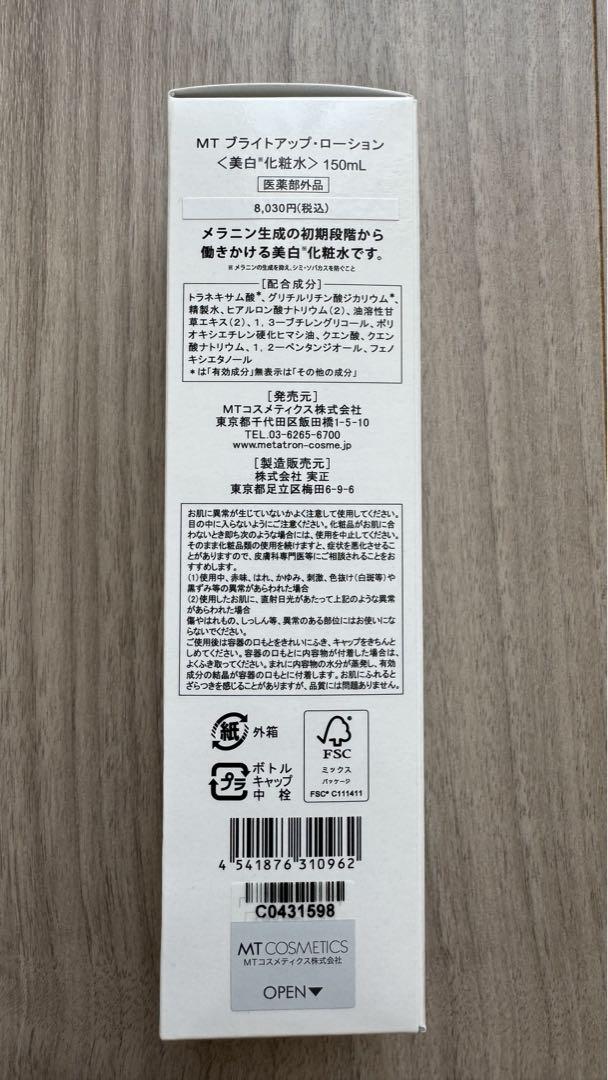 MT ブライトアップ・ローション
〈美白※化粧水〉150mL
医薬部外品
8,030円(税込)
メラニン生成の初期段階から
働きかける美白※化粧水です。
※メラニンの生成を抑え、シミ・ソバカスを防ぐこと
[配合成分]
トラネキサム酸*、グリチルリチン酸ジカリウム*、
精製水、ヒアルロン酸ナトリウム(2)、油溶性甘
草エキス(2)、1,3-ブチレングリコール、ポリ
オキシエチレン硬化ヒマシ油、クエン酸、クエン
酸ナトリウム、1,2-ペンタンジオール、フェノ
キシエタノール
*は「有効成分」無表示は「その他の成分」
[発売元]
MTコスメティクス株式会社
東京都千代田区飯田橋1-5-10
TEL.03-6265-6700
www.metatron-cosme.jp
[製造販売元]
株式会社 実正
東京都足立区梅田6-9-6
お肌に異常が生じていないかよく注意して使用してください。
目の中に入らないようにご注意ください。化粧品がお肌に合
わないとき即ち次のような場合には、使用を中止してください。
そのまま化粧品類の使用を続けますと、症状を悪化させるこ
とがありますので、皮膚科専門医等にご相談されることをお
すすめします。
(1)使用中、赤味、はれ、かゆみ、刺激、色抜け(白斑等)や
黒ずみ等の異常があらわれた場合
(2)使用したお肌に、直射日光があたって上記のような異常
があらわれた場合
傷やはれもの、しっしん等、異常のある部位にはお使いにな
らないでください。
ご使用後は容器の口もとをきれいにふき、キャップをきちんと
しめてください。容器の口もとに内容物が付着した場合は、
よくふき取ってください。まれに内容物の水分が蒸発し、有効
成分の結晶が容器の口もとに付着します。お肌にふれると
ざらつきを感じることがありますが、品質には問題ありません。
紙 外箱
プラ ボトル
キャップ
中 栓
FSC
ミックス
パッケージ
FSC® C111411
4 541876 310962
C0431598
MT COSMETICS
MTコスメティクス株式会社
OPEN▼